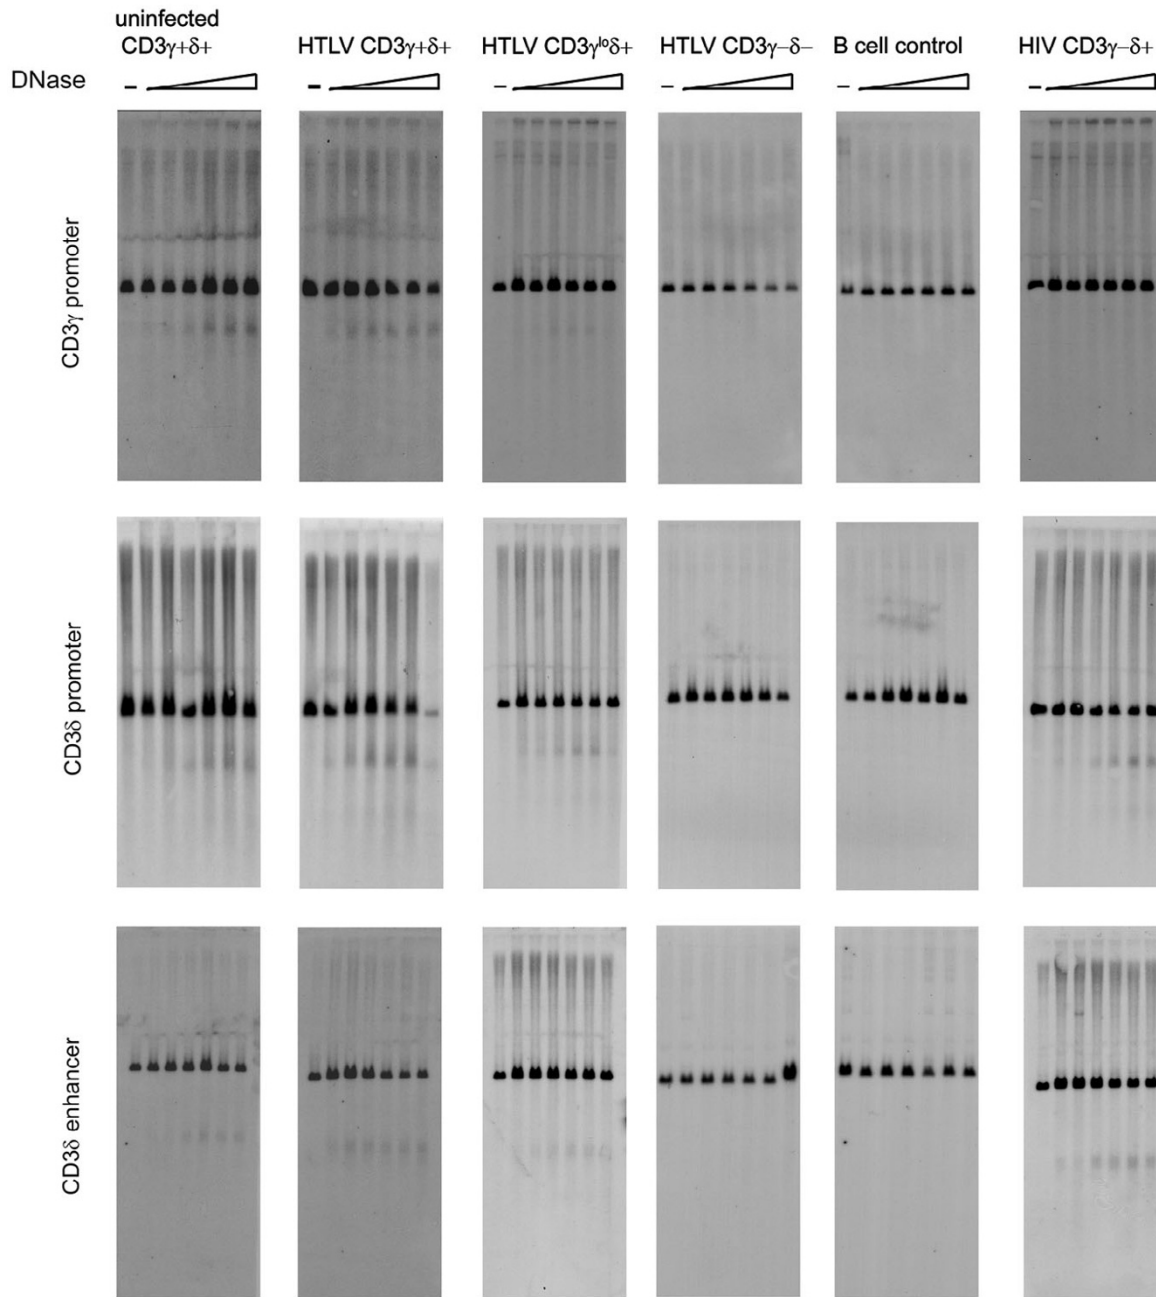 uninfected
CD3γ+δ+
HTLV CD3γ+δ+
HTLV CD3γloδ+
HTLV CD3γ–δ–
B cell control
HIV CD3γ–δ+
DNase
– – – – – –
CD3γ promoter
CD3δ promoter
CD3δ enhancer